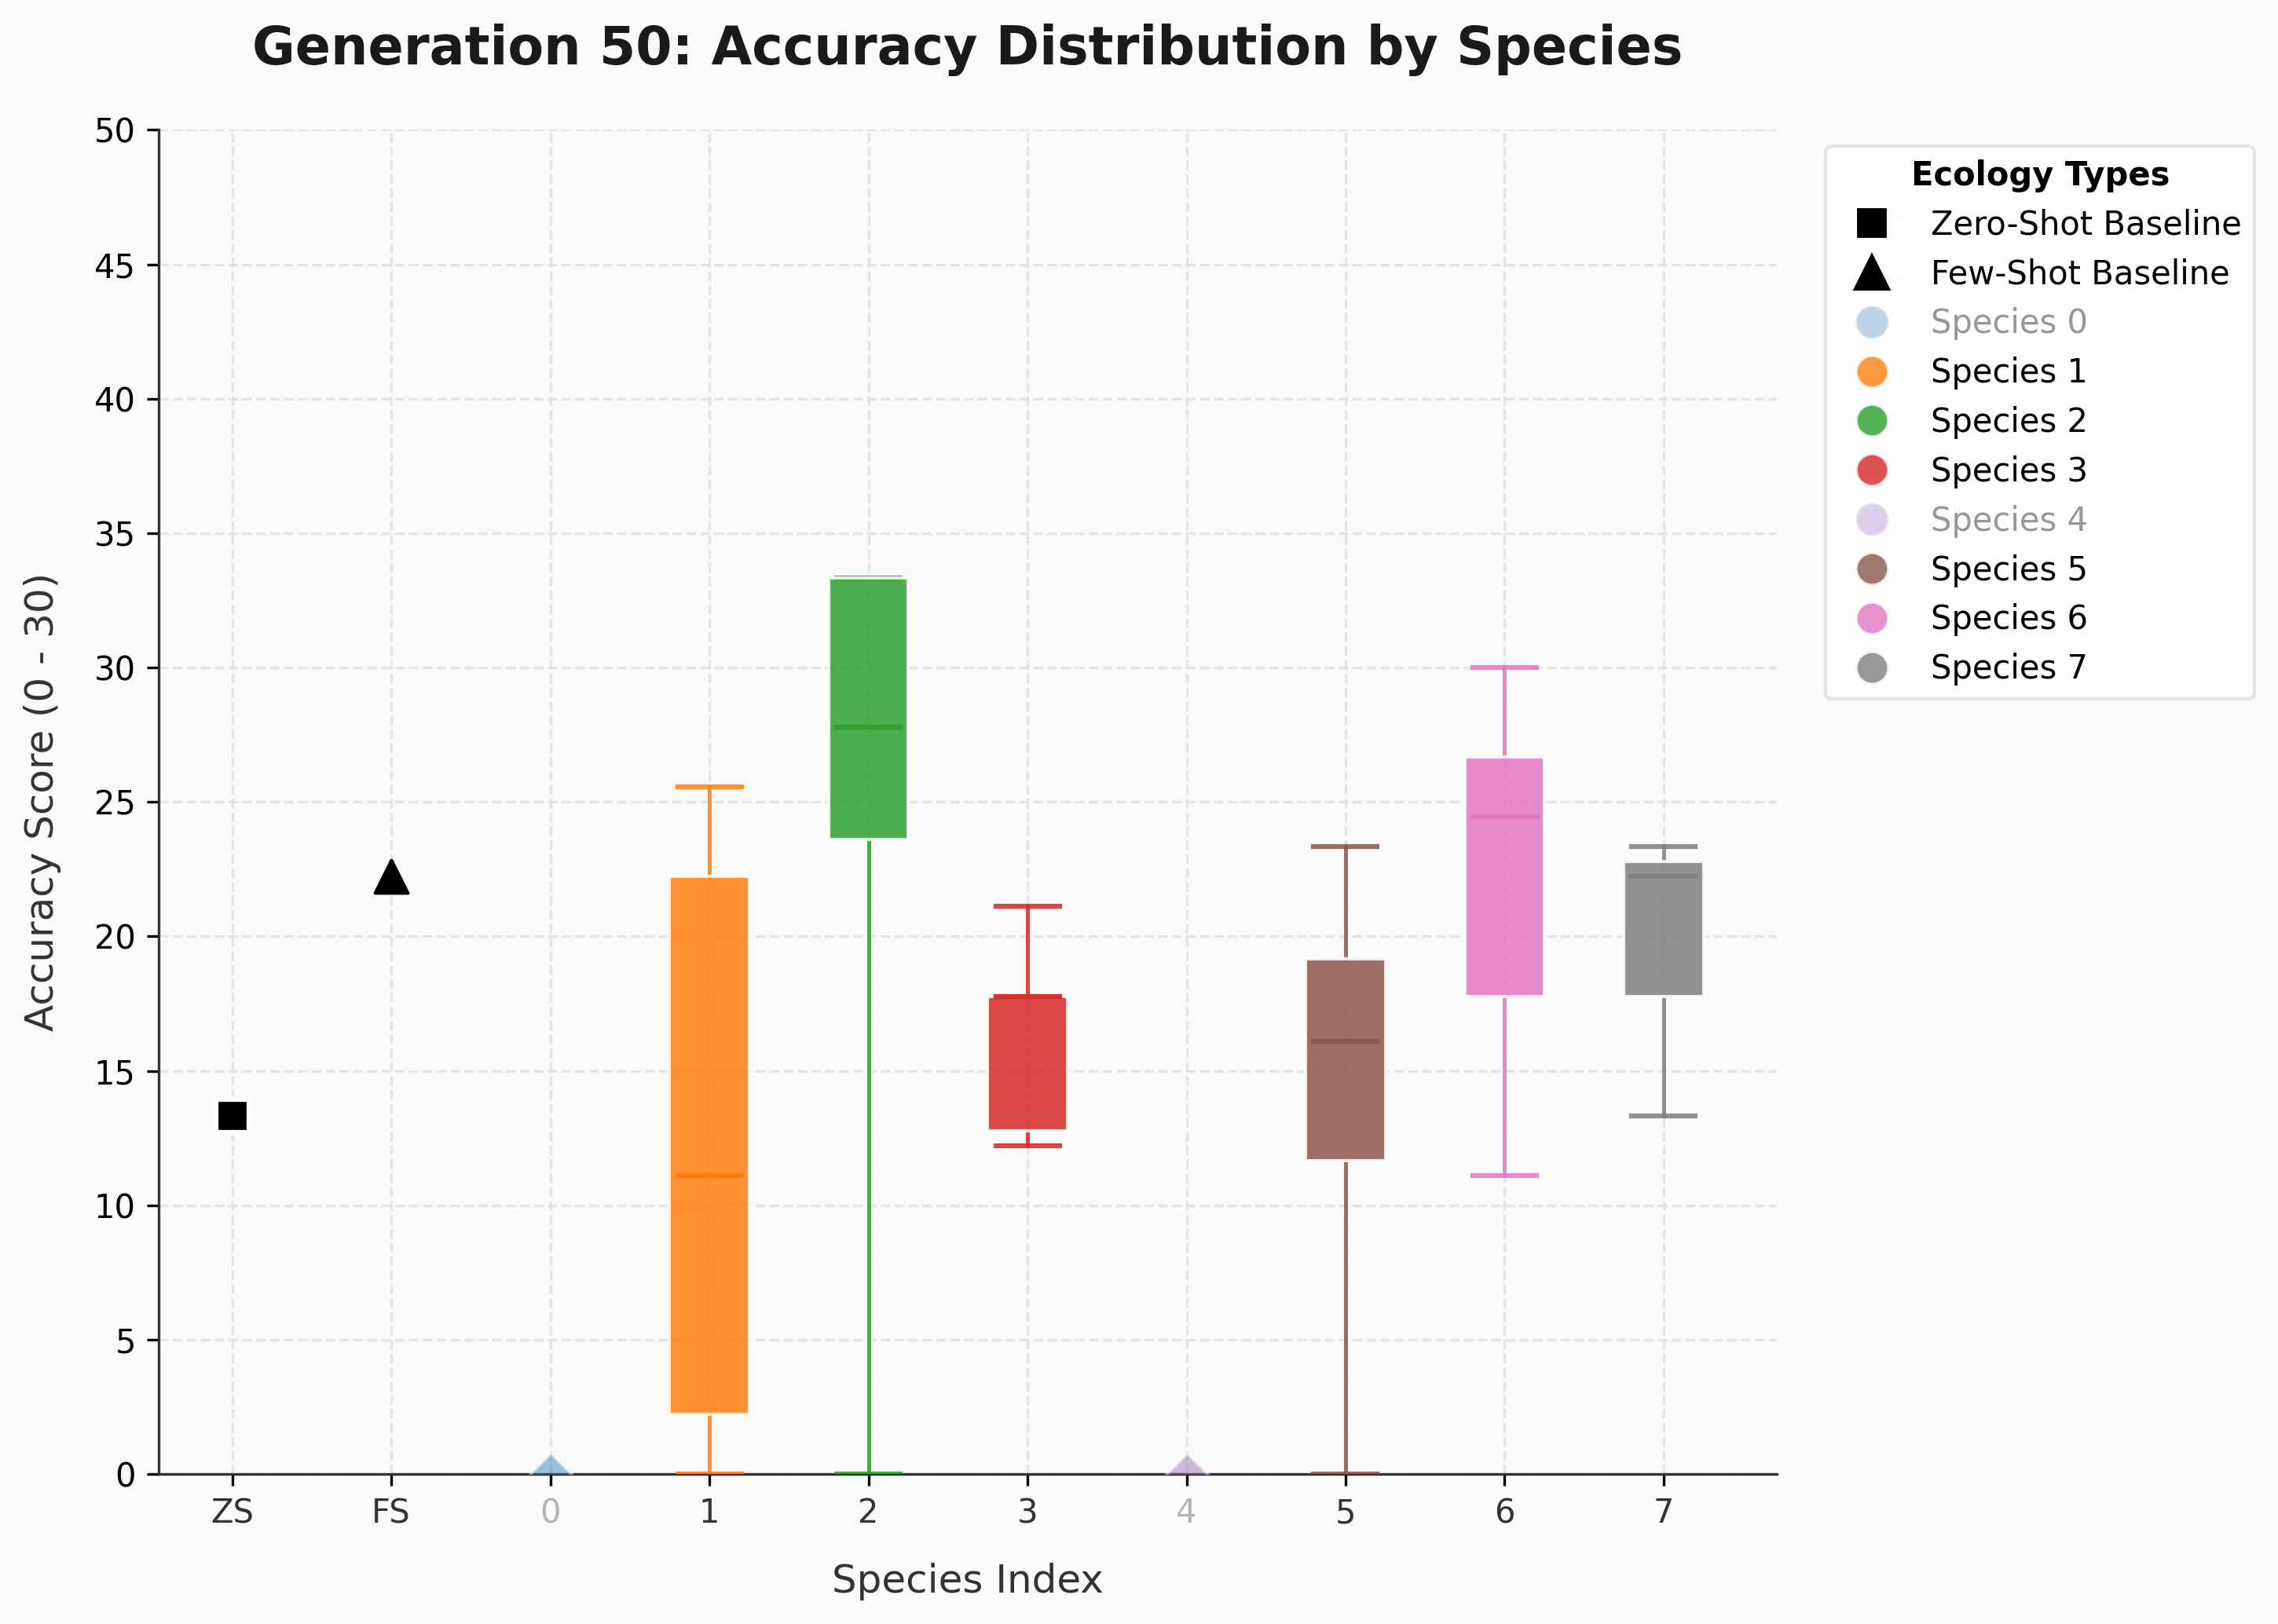 Generation 50: Accuracy Distribution by Species
50
45
40
35
30
25
20
15
10
5
0
Accuracy Score (0 - 30)
ZS FS 0 1 2 3 4 5 6 7
Species Index
Ecology Types
Zero-Shot Baseline
Few-Shot Baseline
Species 0
Species 1
Species 2
Species 3
Species 4
Species 5
Species 6
Species 7